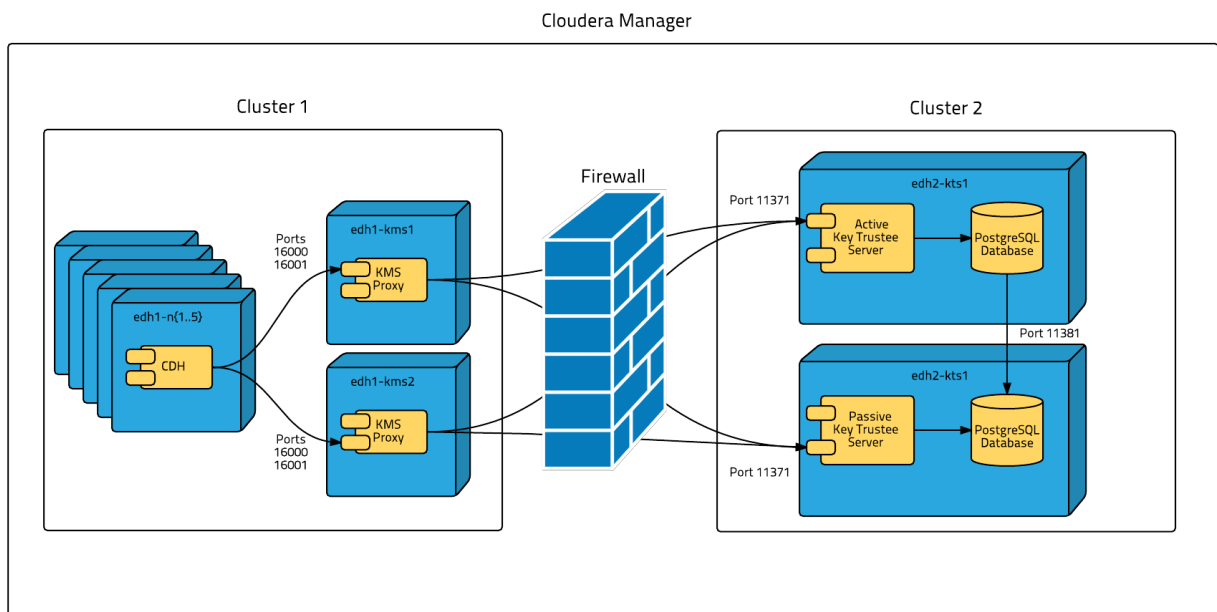 Cloudera Manager
Cluster 1
Cluster 2
Firewall
edh1-n{1..5}
CDH
Ports
16000
16001
Ports
16000
16001
edh1-kms1
KMS
Proxy
edh1-kms2
KMS
Proxy
Port 11371
Port 11371
edh2-kts1
Active
Key Trustee
Server
PostgreSQL
Database
Port 11381
edh2-kts1
Passive
Key Trustee
Server
PostgreSQL
Database